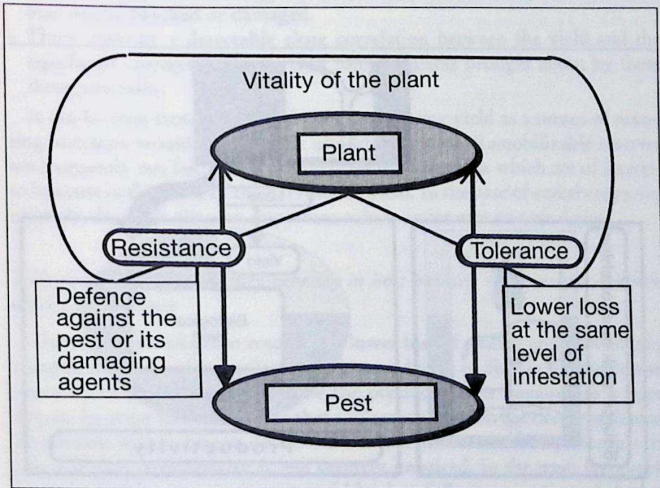 Vitality of the plant
Plant
Resistance
Tolerance
Defence
against the
pest or its
damaging
agents
Lower loss
at the same
level of
infestation
Pest